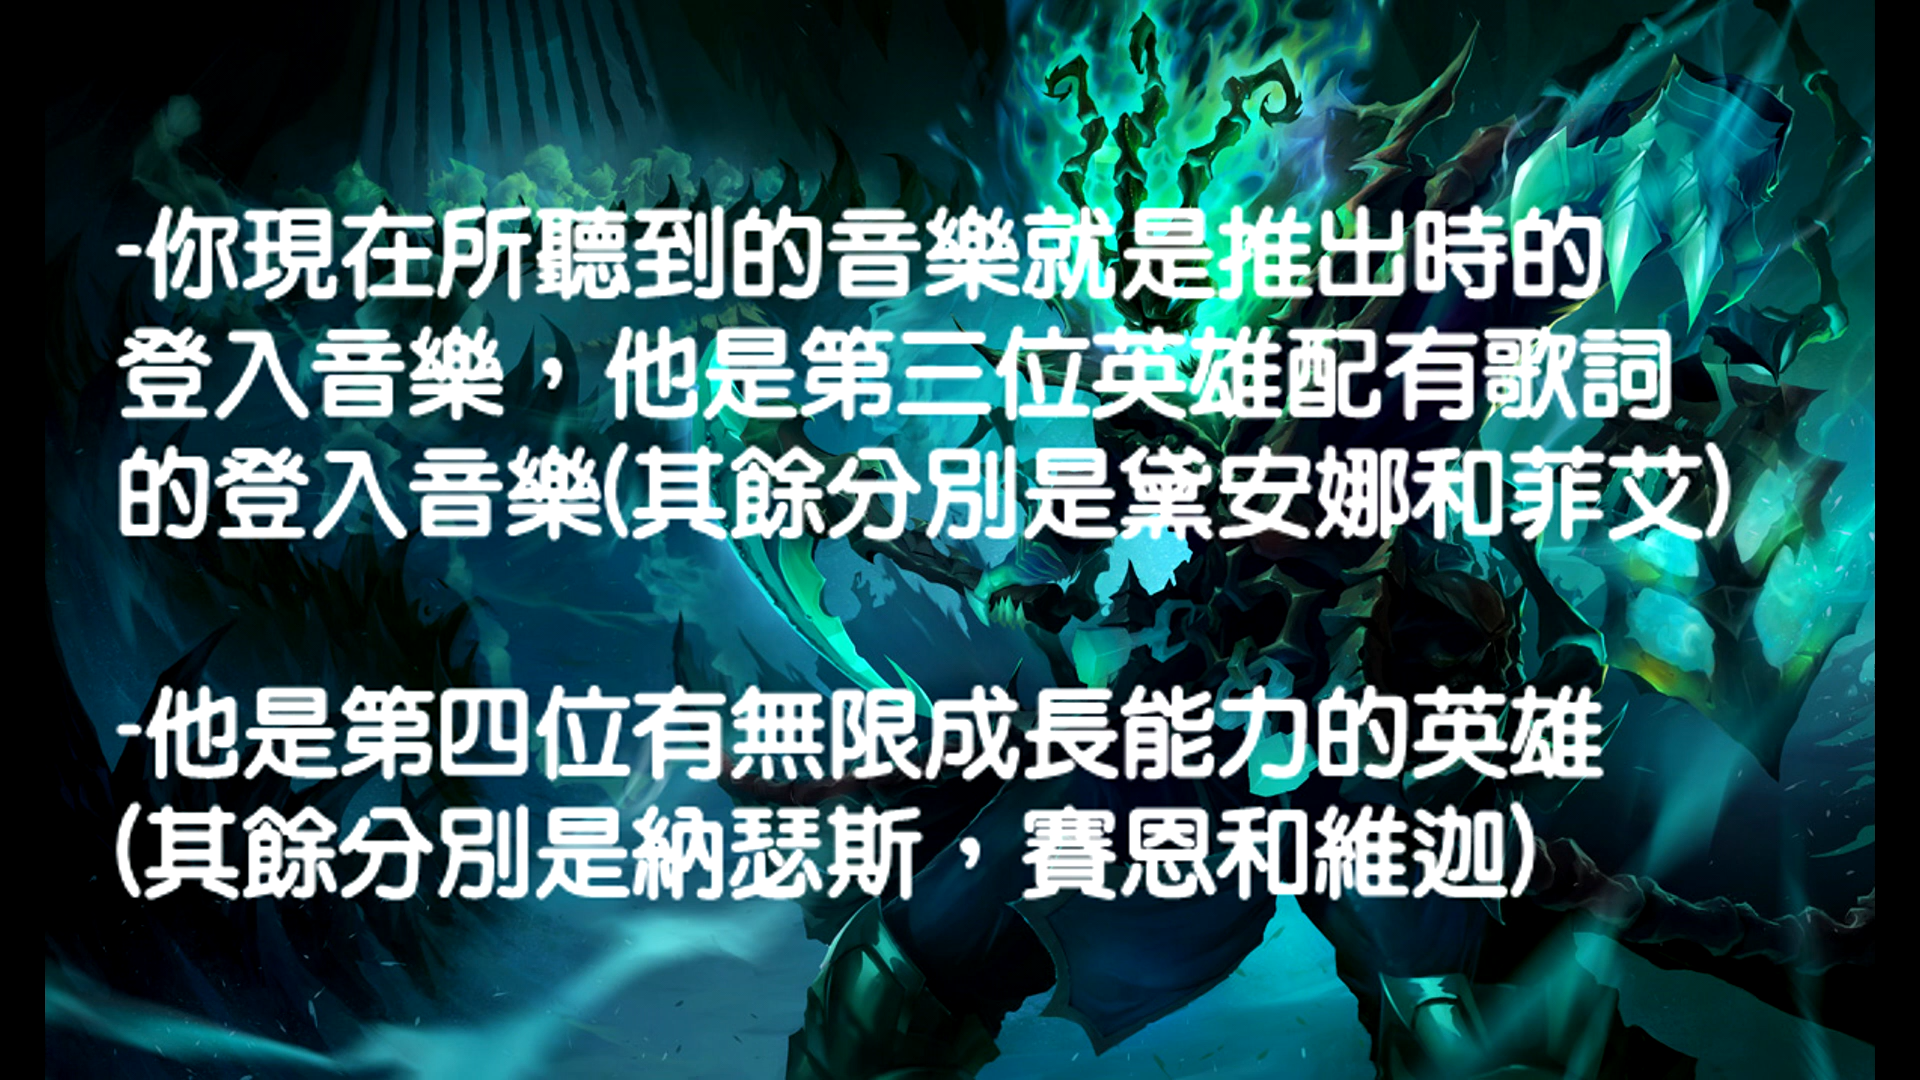 -你現在所聽到的音樂就是推出時的
登入音樂，他是第三位英雄配有歌詞
的登入音樂(其餘分別是黛安娜和菲艾)
-他是第四位有無限成長能力的英雄
(其餘分別是納瑟斯，賽恩和維迦)